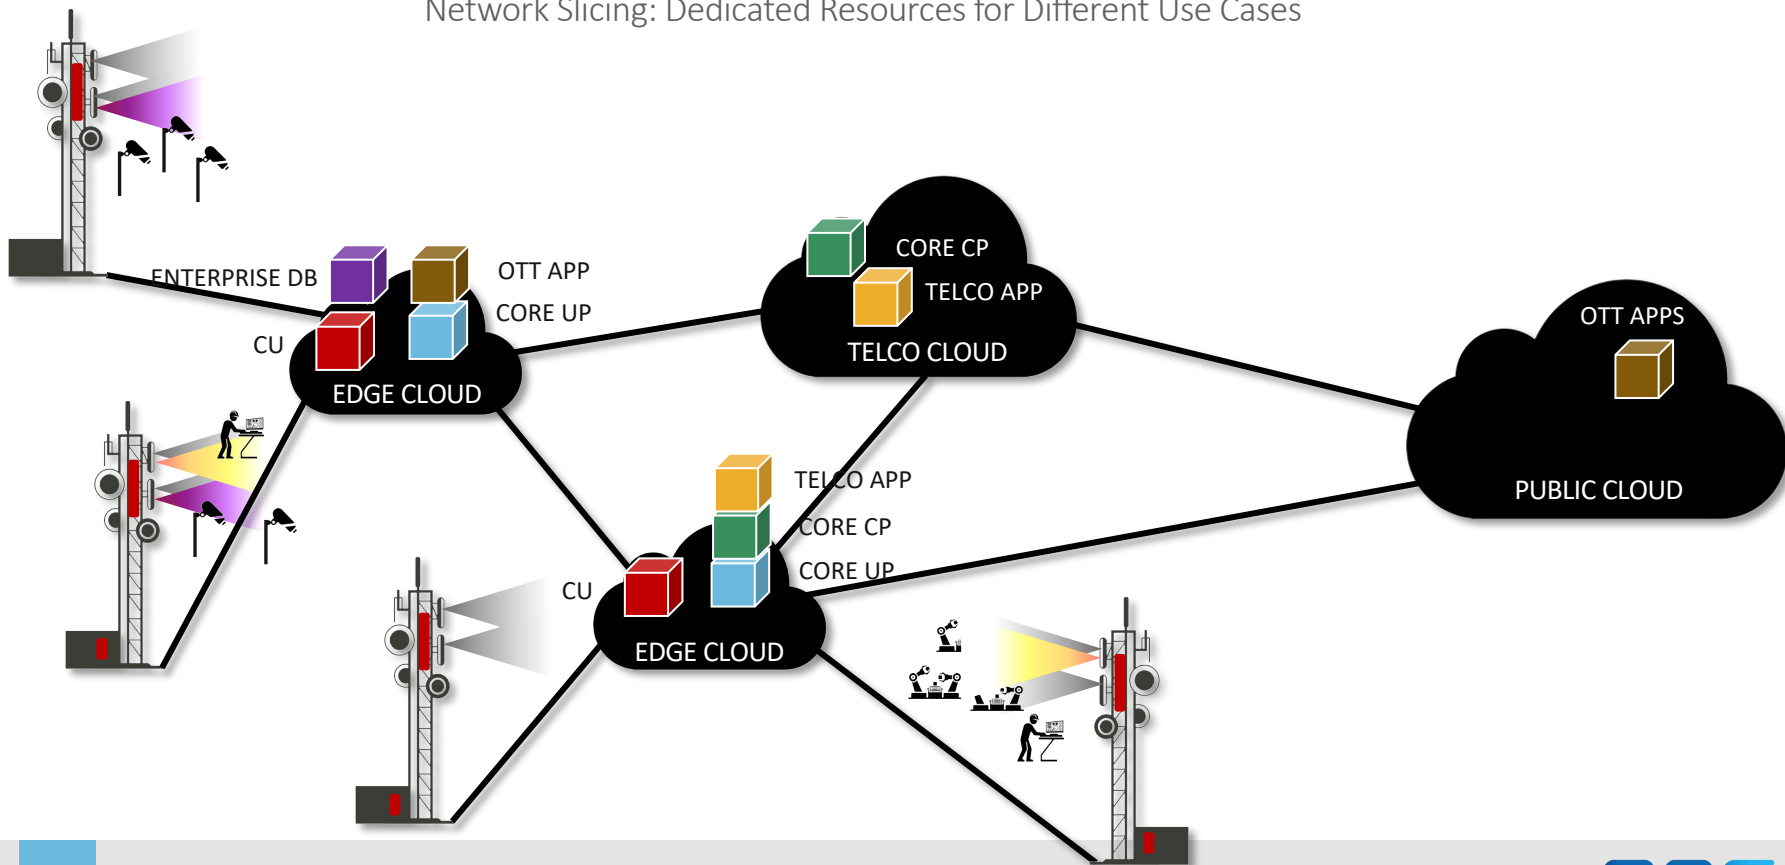 Network Slicing: Dedicated Resources for Different Use Cases
ENTERPRISE DB
OTT APP
CORE UP
CU
EDGE CLOUD
CORE CP
TELCO APP
TELCO CLOUD
OTT APPS
PUBLIC CLOUD
TELCO APP
CORE CP
CORE UP
CU
EDGE CLOUD